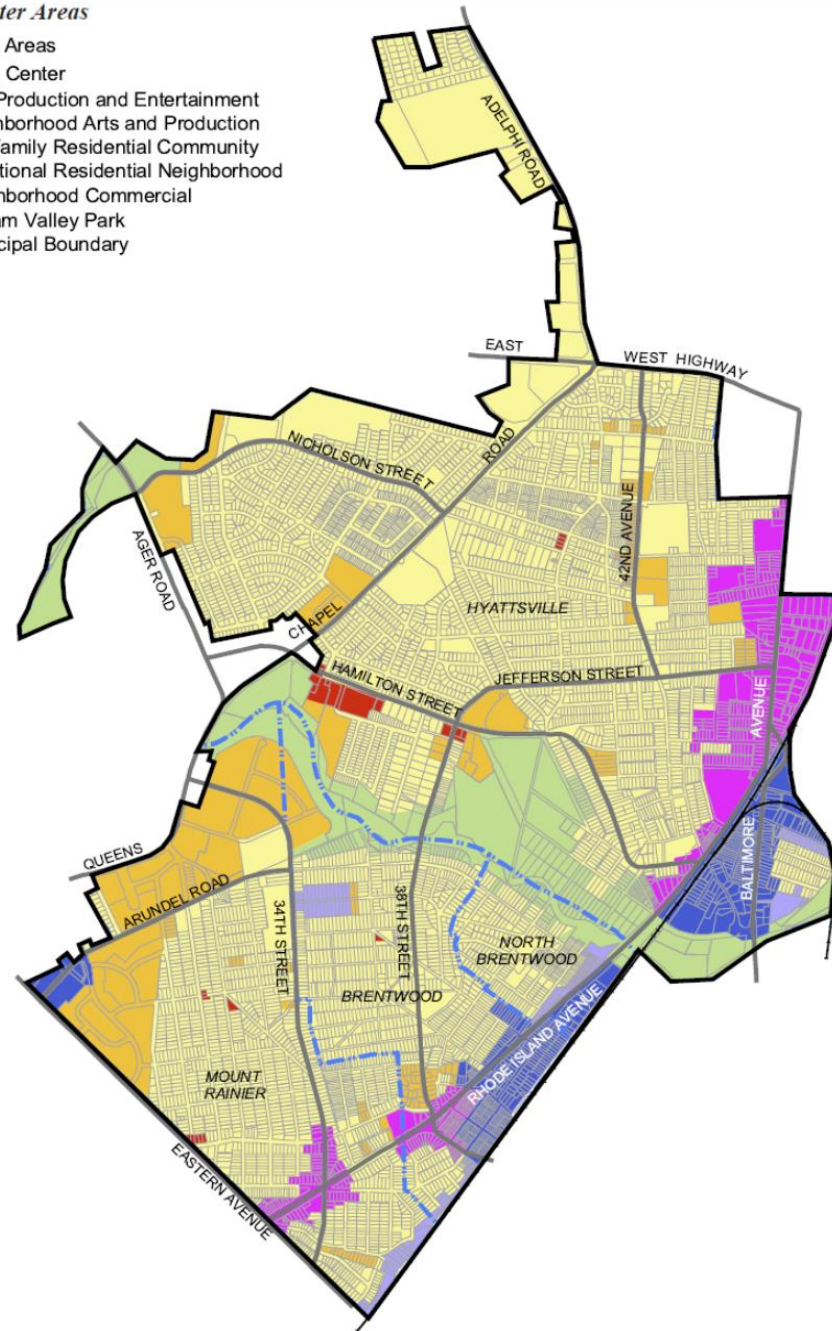 ter Areas
Areas
Center
Production and Entertainment
nborhood Arts and Production
amily Residential Community
tional Residential Neighborhood
nborhood Commercial
am Valley Park
cipal Boundary
ADELPHI ROAD
EAST
WEST HIGHWAY
NICHOLSON STREET
ROAD
42ND AVENUE
AGER ROAD
HYATTSVILLE
CHAPEL
HAMILTON STREET
JEFFERSON STREET
AVENUE
QUEENS
BALTIMORE
ARUNDEL ROAD
34TH STREET
38TH STREET
NORTH
BRENTWOOD
BRENTWOOD
RHODE ISLAND AVENUE
MOUNT
RAINIER
EASTERN AVENUE